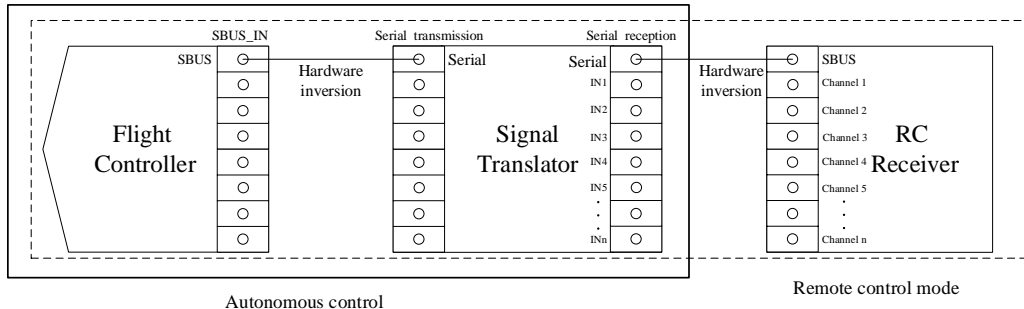 SBUS_IN
Serial transmission
Serial reception
SBUS
Serial
Serial
SBUS
Hardware
inversion
Hardware
inversion
IN1
IN2
IN3
IN4
IN5
INn
Channel 1
Channel 2
Channel 3
Channel 4
Channel 5
Channel n
Flight
Controller
Signal
Translator
RC
Receiver
Autonomous control
Remote control mode